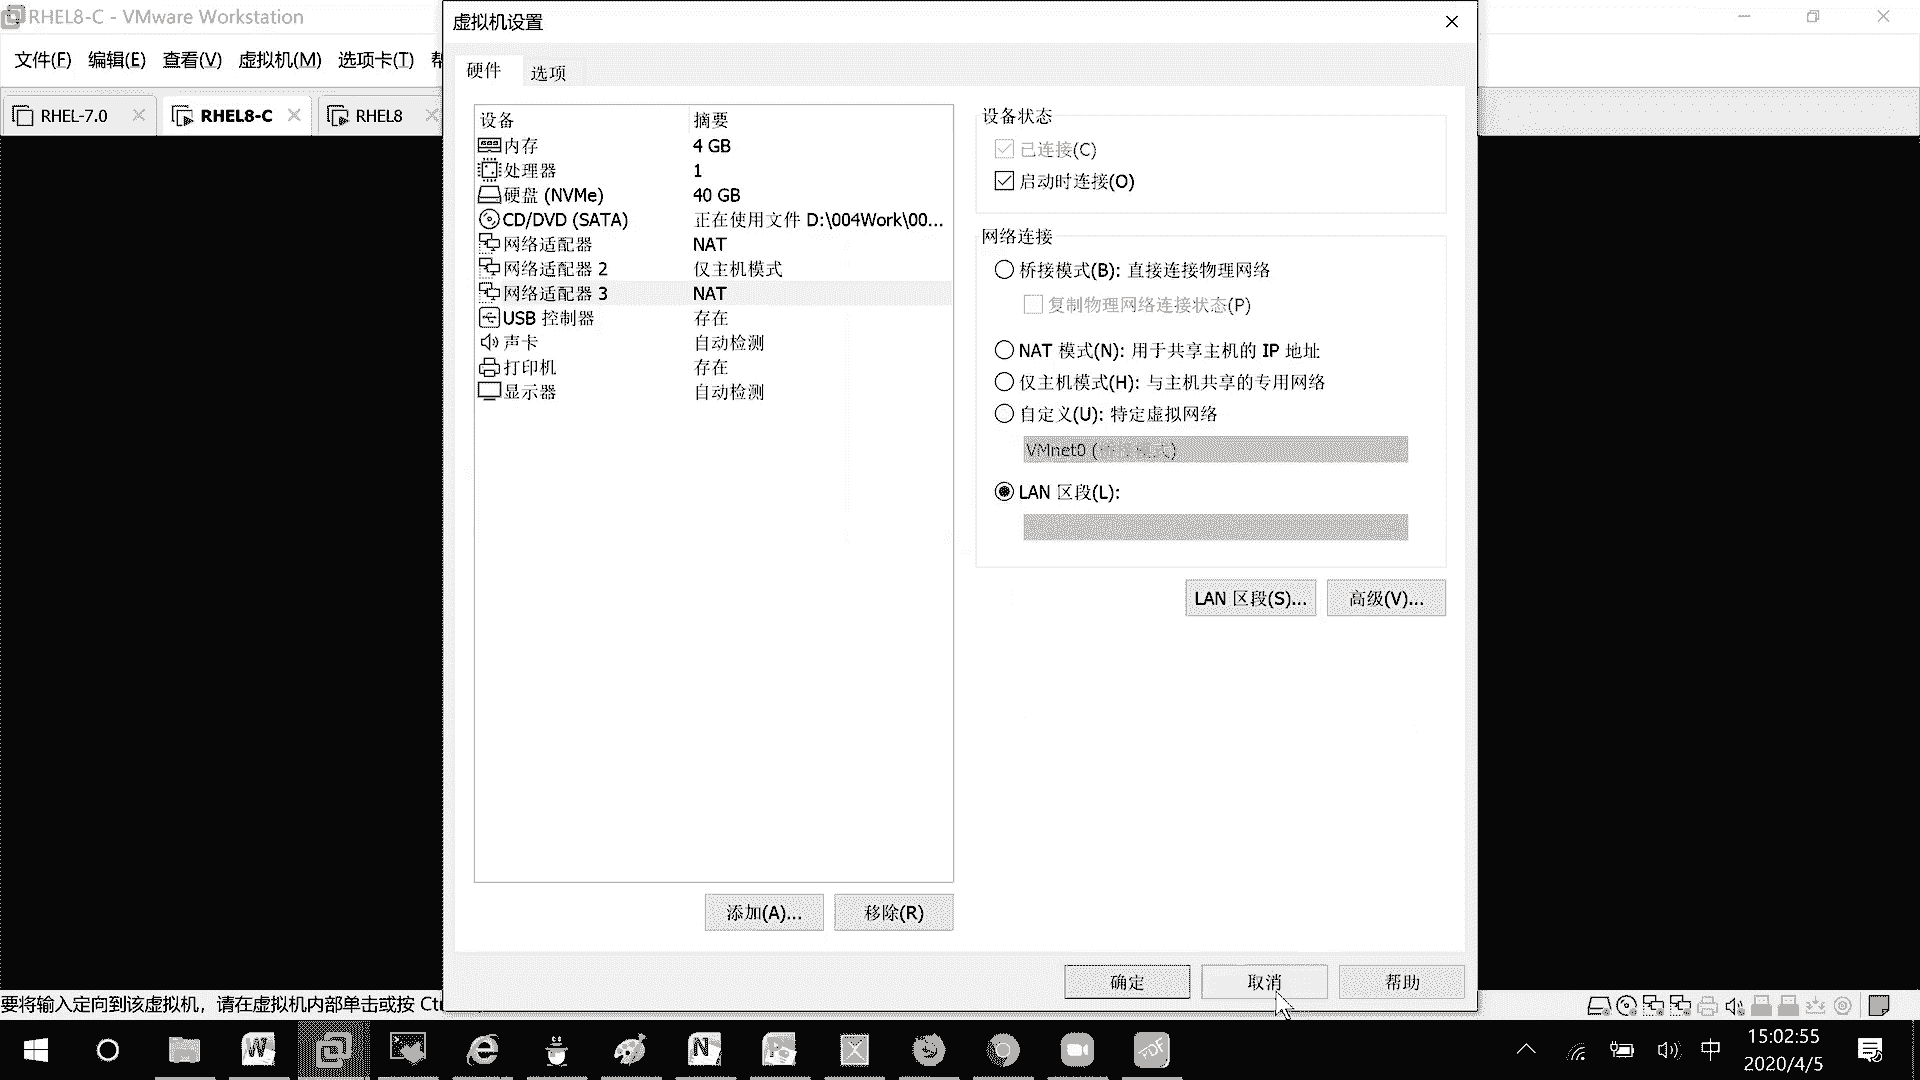 RHEL8-C - VMware Workstation
文件(F) 编辑(E) 查看(V) 虚拟机(M) 选项卡(T) 帮
RHEL-7.0
RHEL8-C
RHEL8
虚拟机设置
硬件
选项
设备 摘要
内存 4 GB
处理器 1
硬盘 (NVMe) 40 GB
CD/DVD (SATA) 正在使用文件 D:\004Work\00...
网络适配器 NAT
网络适配器 2 仅主机模式
网络适配器 3 NAT
USB 控制器 存在
声卡 自动检测
打印机 存在
显示器 自动检测
添加(A)...
移除(R)
设备状态
已连接(C)
启动时连接(O)
网络连接
桥接模式(B): 直接连接物理网络
复制物理网络连接状态(P)
NAT 模式(N): 用于共享主机的 IP 地址
仅主机模式(H): 与主机共享的专用网络
自定义(U): 特定虚拟网络
VMnet0 (桥接模式)
LAN 区段(L):
LAN 区段(S)...
高级(V)...
确定
取消
帮助
要将输入定向到该虚拟机，请在虚拟机内部单击或按 Ct
中
15:02:55
2020/4/5